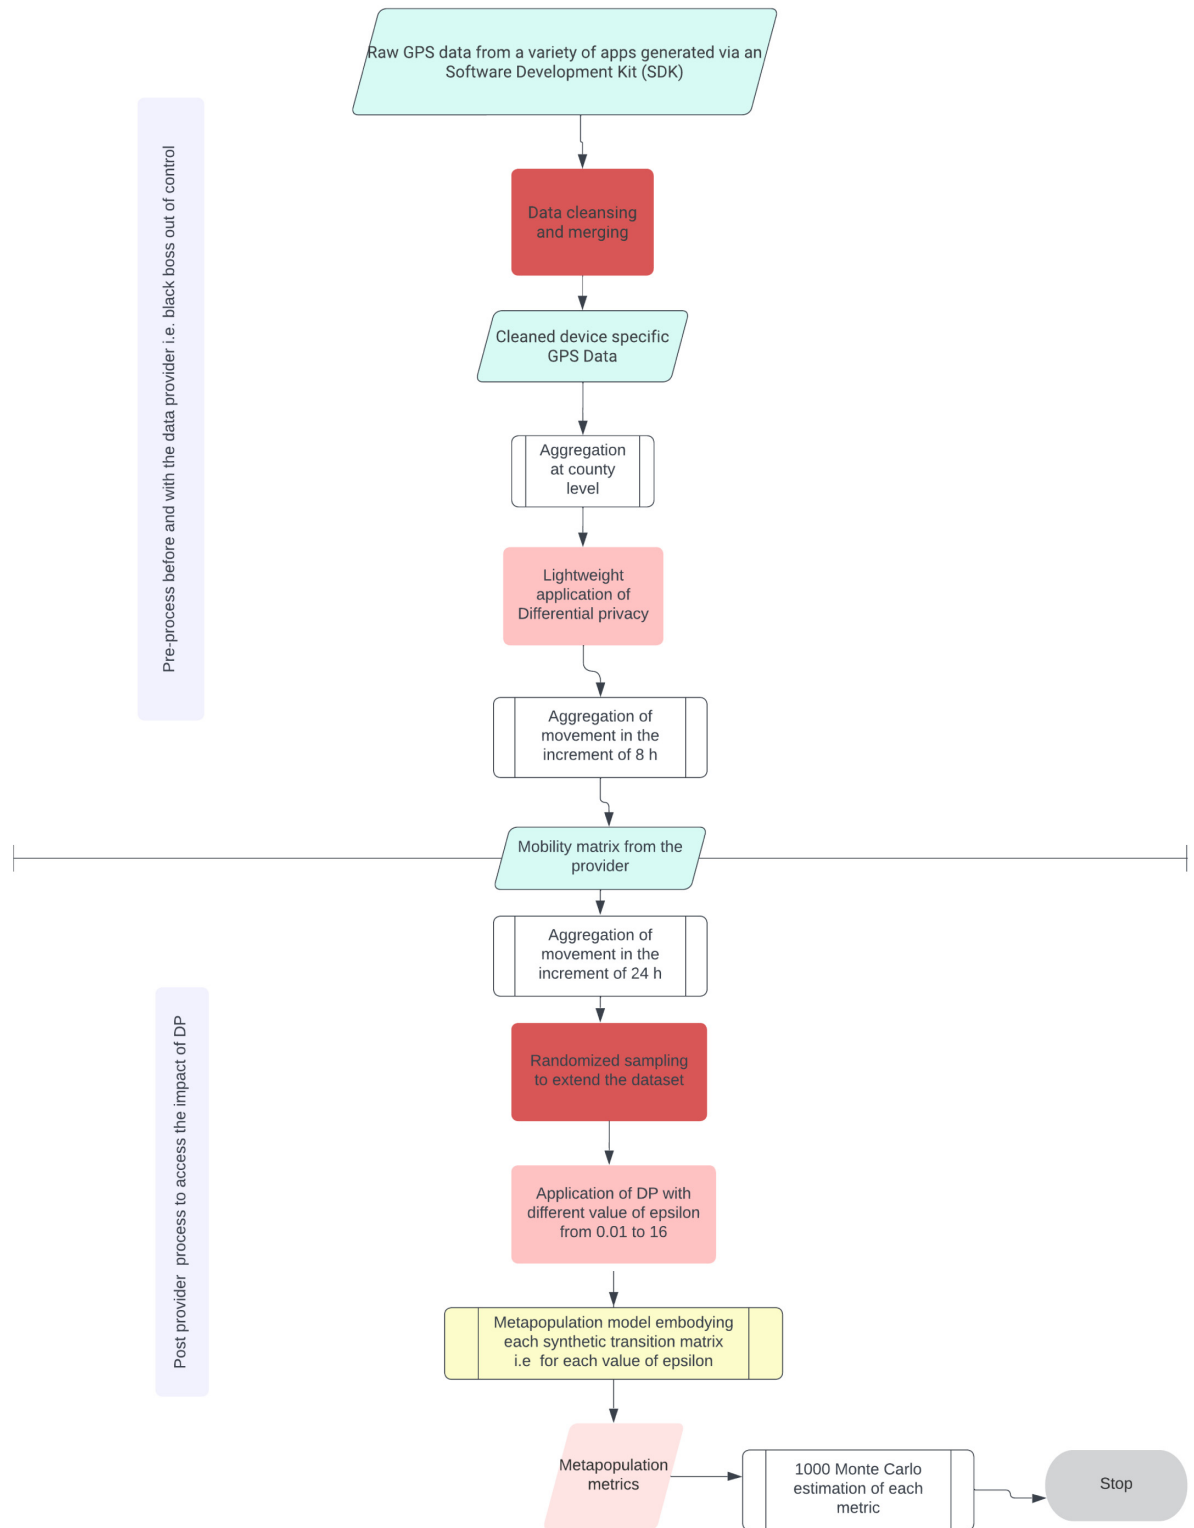 Raw GPS data from a variety of apps generated via an
Software Development Kit (SDK)
Pre-process before and with the data provider i.e. black boss out of control
Data cleansing
and merging
Cleaned device specific
GPS Data
Aggregation
at county
level
Lightweight
application of
Differential privacy
Aggregation of
movement in the
increment of 8 h
Mobility matrix from the
provider
Aggregation of
movement in the
increment of 24 h
Post provider process to access the impact of DP
Randomized sampling
to extend the dataset
Application of DP with
different value of epsilon
from 0.01 to 16
Metapopulation model embodying
each synthetic transition matrix
i.e for each value of epsilon
Metapopulation
metrics
1000 Monte Carlo
estimation of each
metric
Stop